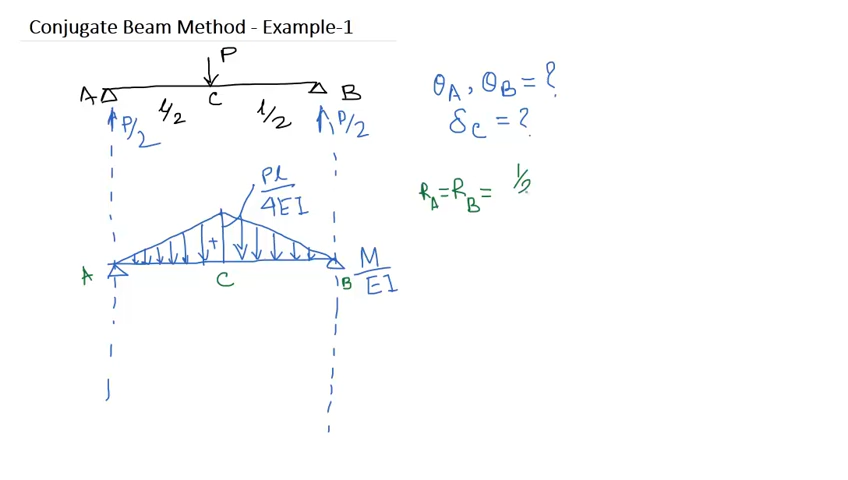 Conjugate Beam Method - Example-1
P
A B
l/2 C l/2
P/2 P/2
θA, θB = ?
δC = ?
Pl/4EI
RA = RB = 1/2
+
A C B
M/EI